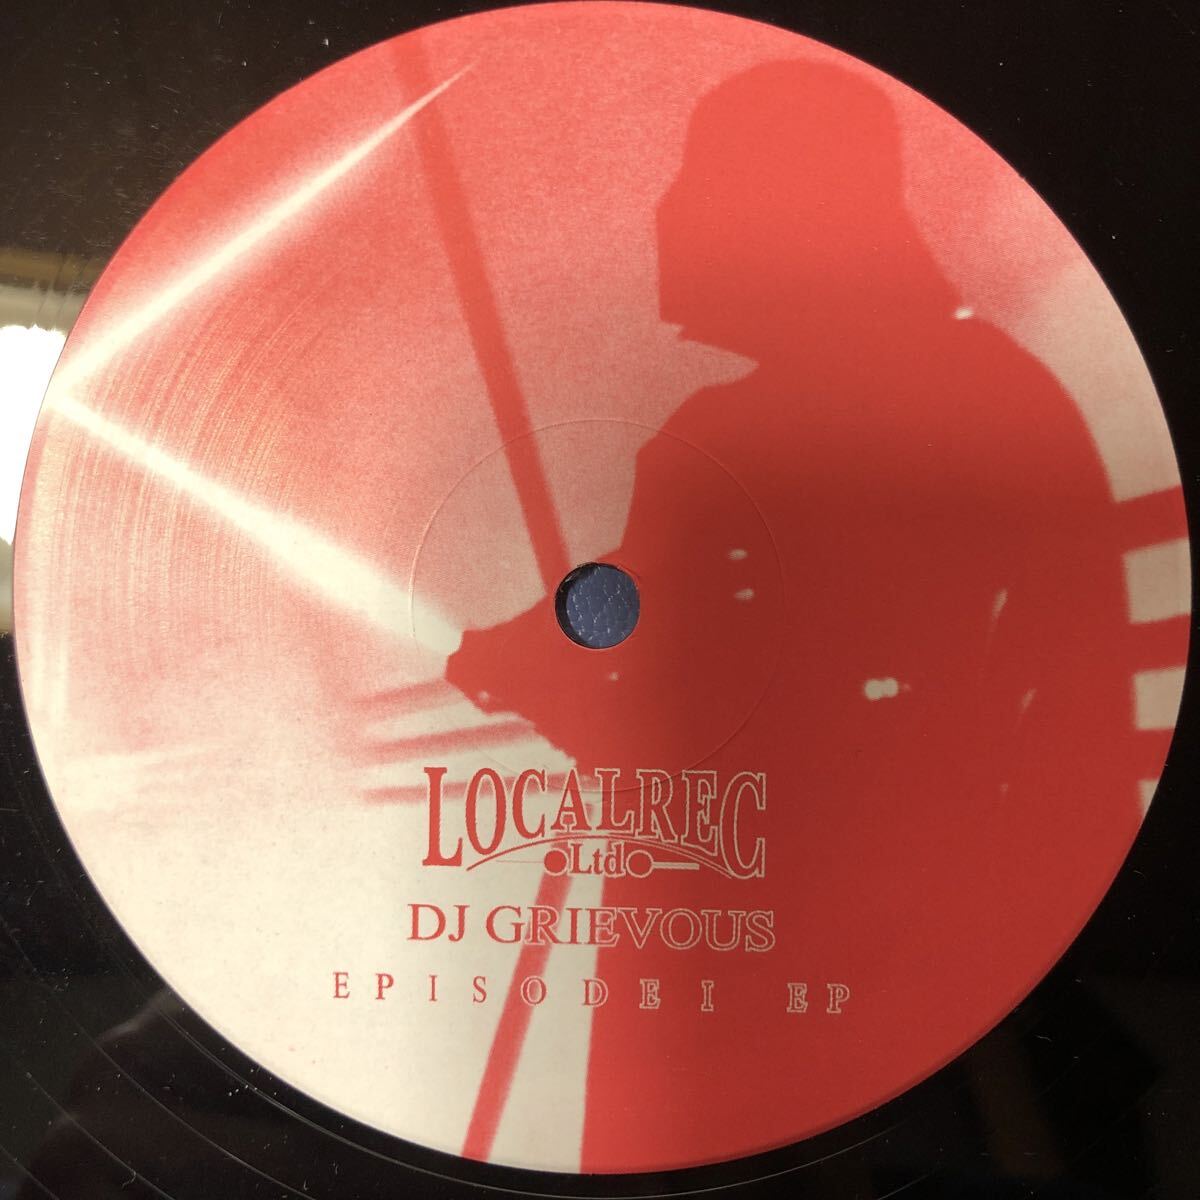 LOCALREC
Ltd
DJ GRIEVOUS
EPISODE I EP